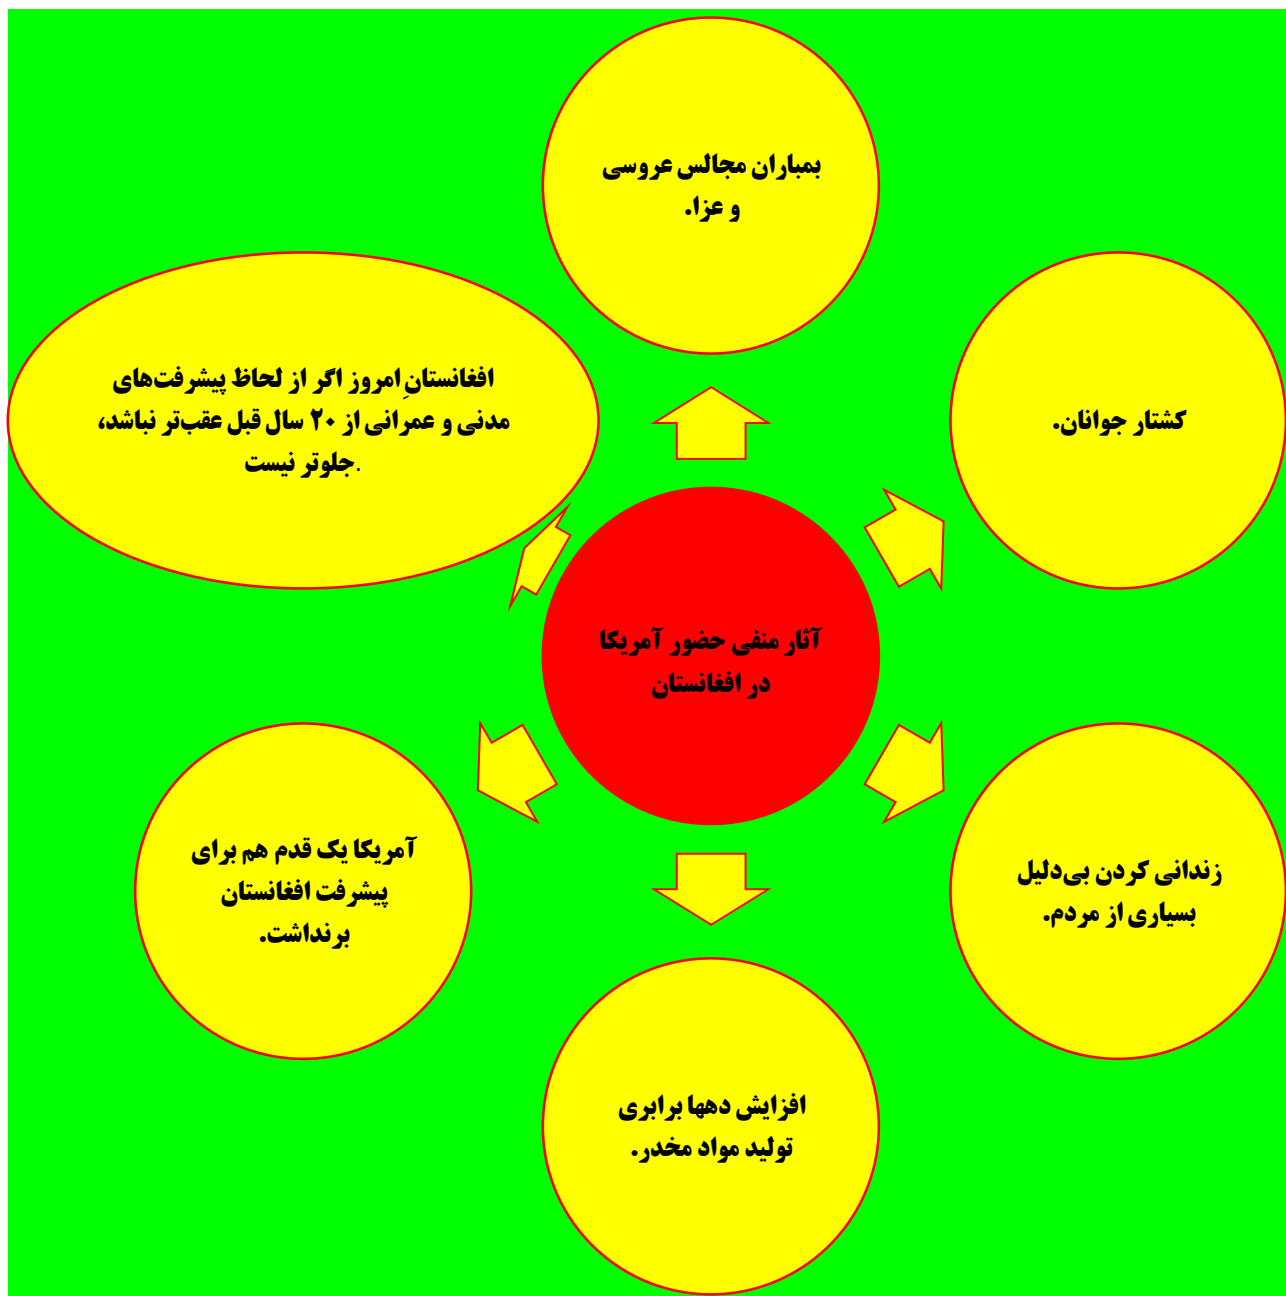 بمباران مجالس عروسی
و عزا.
کشتار جوانان.
افغانستانِ امروز اگر از لحاظ پیشرفت‌های
مدنی و عمرانی از ۲۰ سال قبل عقب‌تر نباشد،
جلوتر نیست.
آثار منفی حضور آمریکا
در افغانستان
زندانی کردن بی‌دلیل
بسیاری از مردم.
آمریکا یک قدم هم برای
پیشرفت افغانستان
برنداشت.
افزایش دهها برابری
تولید مواد مخدر.